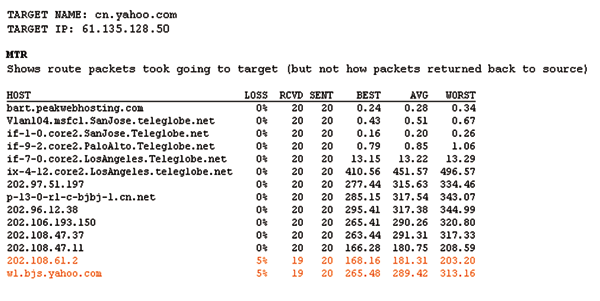 TARGET NAME: cn.yahoo.com
TARGET IP: 61.135.128.50
MTR
Shows route packets took going to target (but not how packets returned back to source)
HOST LOSS RCVD SENT BEST AVG WORST
bart.peakwebhosting.com 0% 20 20 0.24 0.28 0.34
Vlan104.msfc1.SanJose.Teleglobe.net 0% 20 20 0.43 0.51 0.67
if-1-0.core2.SanJose.Teleglobe.net 0% 20 20 0.16 0.20 0.26
if-9-2.core2.PaloAlto.Teleglobe.net 0% 20 20 0.79 0.85 1.06
if-7-0.core2.LosAngeles.Teleglobe.net 0% 20 20 13.15 13.22 13.29
ix-4-12.core2.LosAngeles.teleglobe.net 0% 20 20 410.56 451.57 496.57
202.97.51.197 0% 20 20 277.44 315.63 334.46
p-13-0-r1-c-bjbj-1.cn.net 0% 20 20 285.15 317.54 343.07
202.96.12.38 0% 20 20 295.41 317.38 344.99
202.106.193.150 0% 20 20 265.41 290.26 320.80
202.108.47.37 0% 20 20 263.44 291.31 317.33
202.108.47.11 0% 20 20 166.28 180.75 208.59
202.108.61.2 5% 19 20 168.16 181.31 203.20
w1.bjs.yahoo.com 5% 19 20 265.48 289.42 313.16